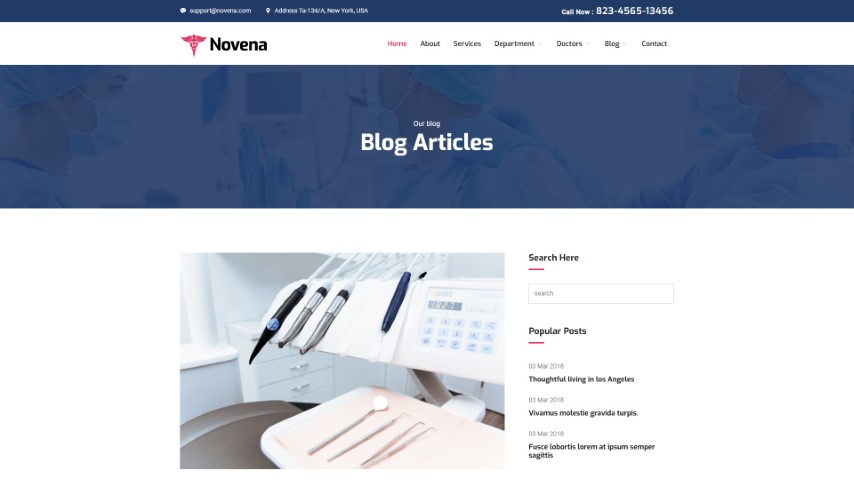 support@novena.com
Address Ta-134/A, New York, USA
Call Now : 823-4565-13456
Novena
Home
About
Services
Department
Doctors
Blog
Contact
Our blog
Blog Articles
Search Here
search
Popular Posts
03 Mar 2018
Thoughtful living in los Angeles
03 Mar 2018
Vivamus molestie gravida turpis.
03 Mar 2018
Fusce lobortis lorem at ipsum semper
sagittis